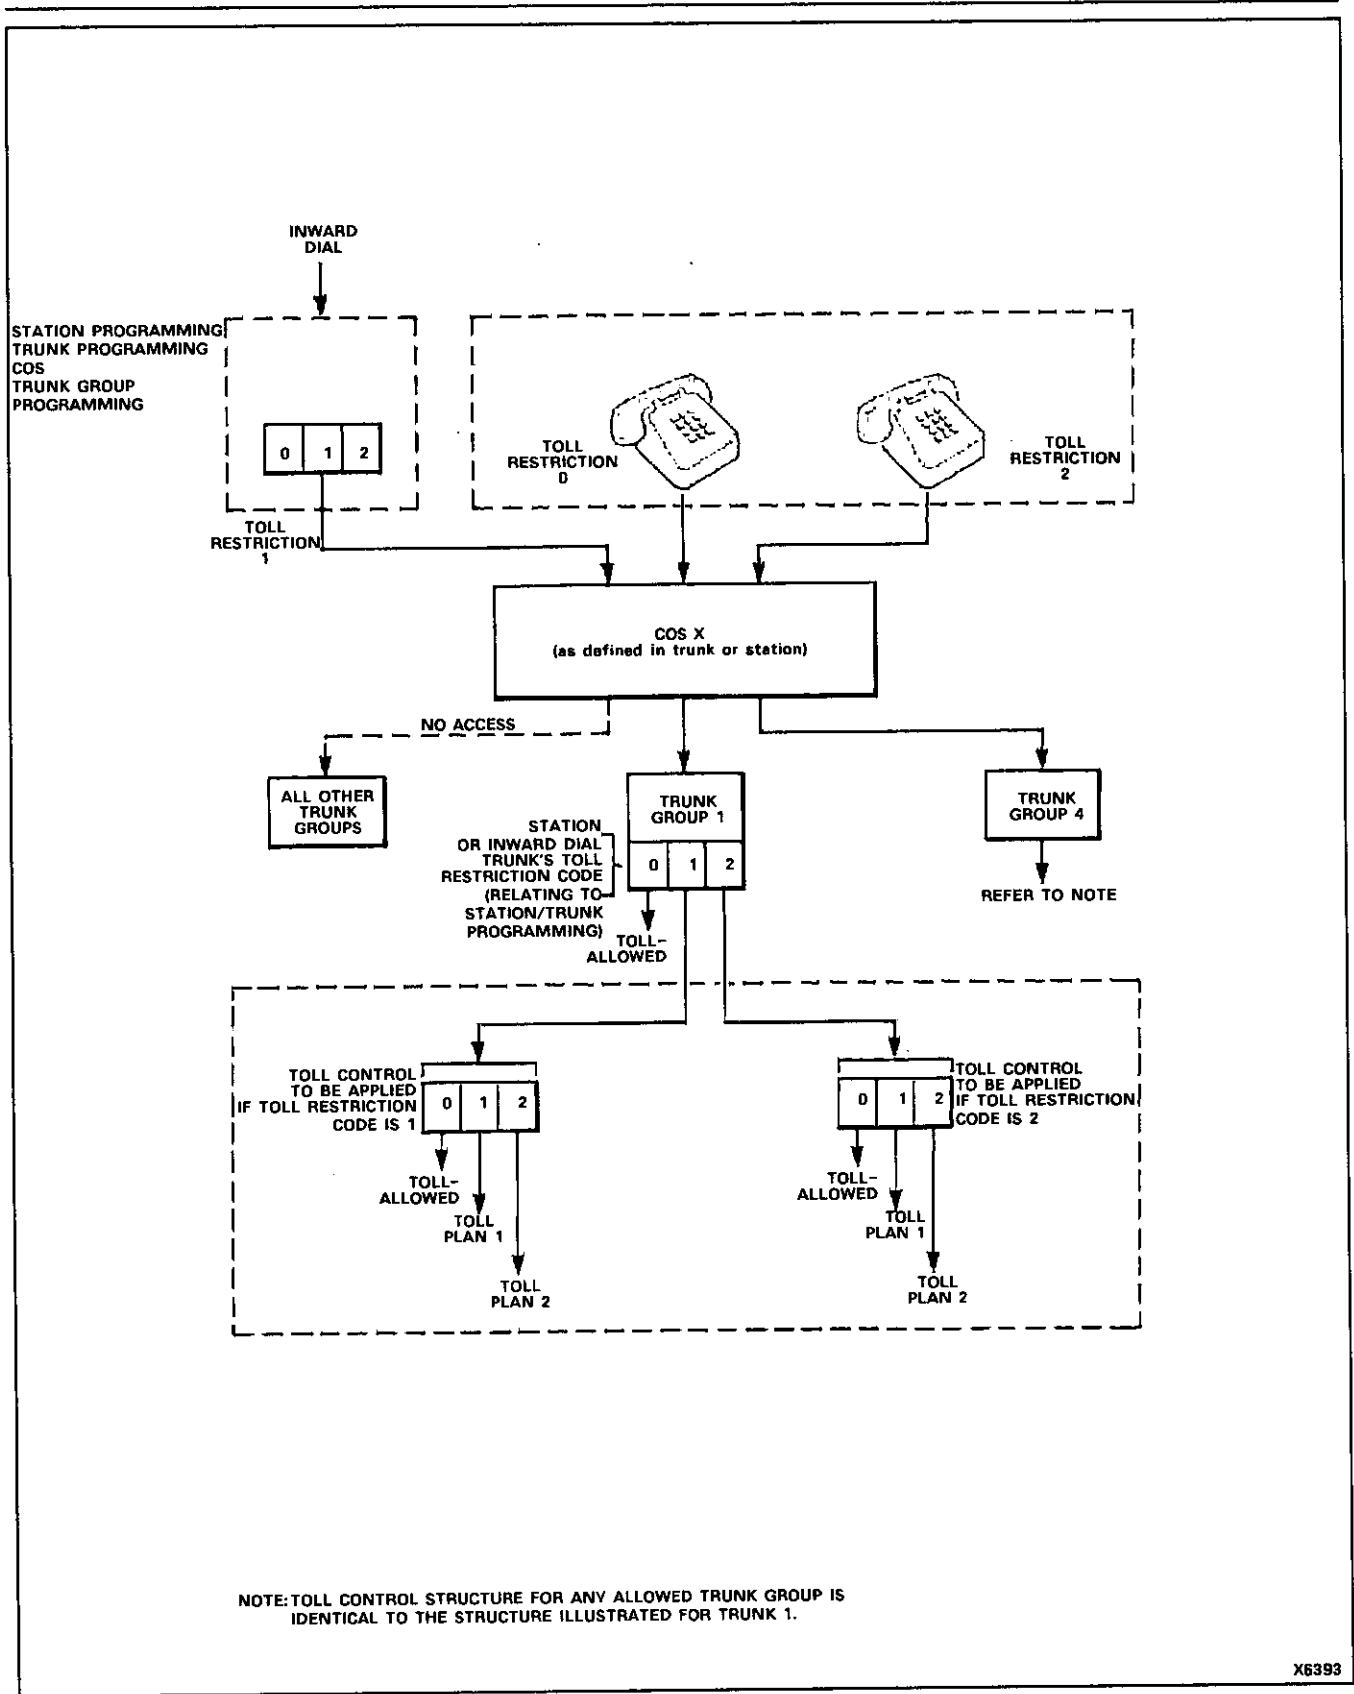 INWARD
DIAL
STATION PROGRAMMING
TRUNK PROGRAMMING
COS
TRUNK GROUP
PROGRAMMING
0 1 2
TOLL
RESTRICTION
1
TOLL
RESTRICTION
0
TOLL
RESTRICTION
2
COS X
(as defined in trunk or station)
NO ACCESS
ALL OTHER
TRUNK
GROUPS
TRUNK
GROUP 1
0 1 2
STATION
OR INWARD DIAL
TRUNK'S TOLL
RESTRICTION CODE
(RELATING TO
STATION/TRUNK
PROGRAMMING)
TOLL-
ALLOWED
TRUNK
GROUP 4
REFER TO NOTE
TOLL CONTROL
TO BE APPLIED
IF TOLL RESTRICTION
CODE IS 1
0 1 2
TOLL-
ALLOWED
TOLL
PLAN 1
TOLL
PLAN 2
0 1 2
TOLL CONTROL
TO BE APPLIED
IF TOLL RESTRICTION
CODE IS 2
TOLL-
ALLOWED
TOLL
PLAN 1
TOLL
PLAN 2
NOTE: TOLL CONTROL STRUCTURE FOR ANY ALLOWED TRUNK GROUP IS
IDENTICAL TO THE STRUCTURE ILLUSTRATED FOR TRUNK 1.
X6393